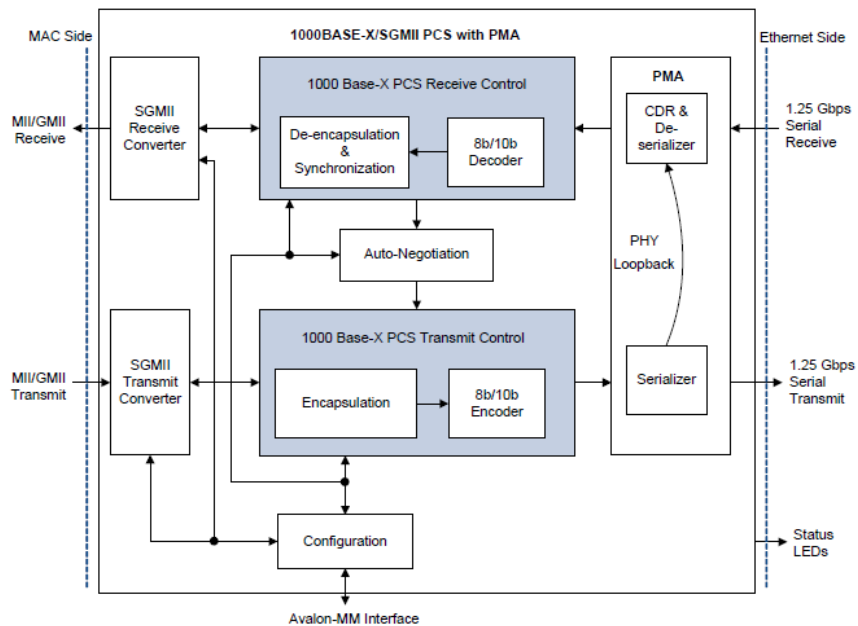 MAC Side
1000BASE-X/SGMII PCS with PMA
Ethernet Side
MII/GMII
Receive
SGMII
Receive
Converter
1000 Base-X PCS Receive Control
De-encapsulation
&
Synchronization
8b/10b
Decoder
PMA
CDR &
De-
serializer
1.25 Gbps
Serial
Receive
Auto-Negotiation
PHY
Loopback
MII/GMII
Transmit
SGMII
Transmit
Converter
1000 Base-X PCS Transmit Control
Encapsulation
8b/10b
Encoder
Serializer
1.25 Gbps
Serial
Transmit
Configuration
Status
LEDs
Avalon-MM Interface